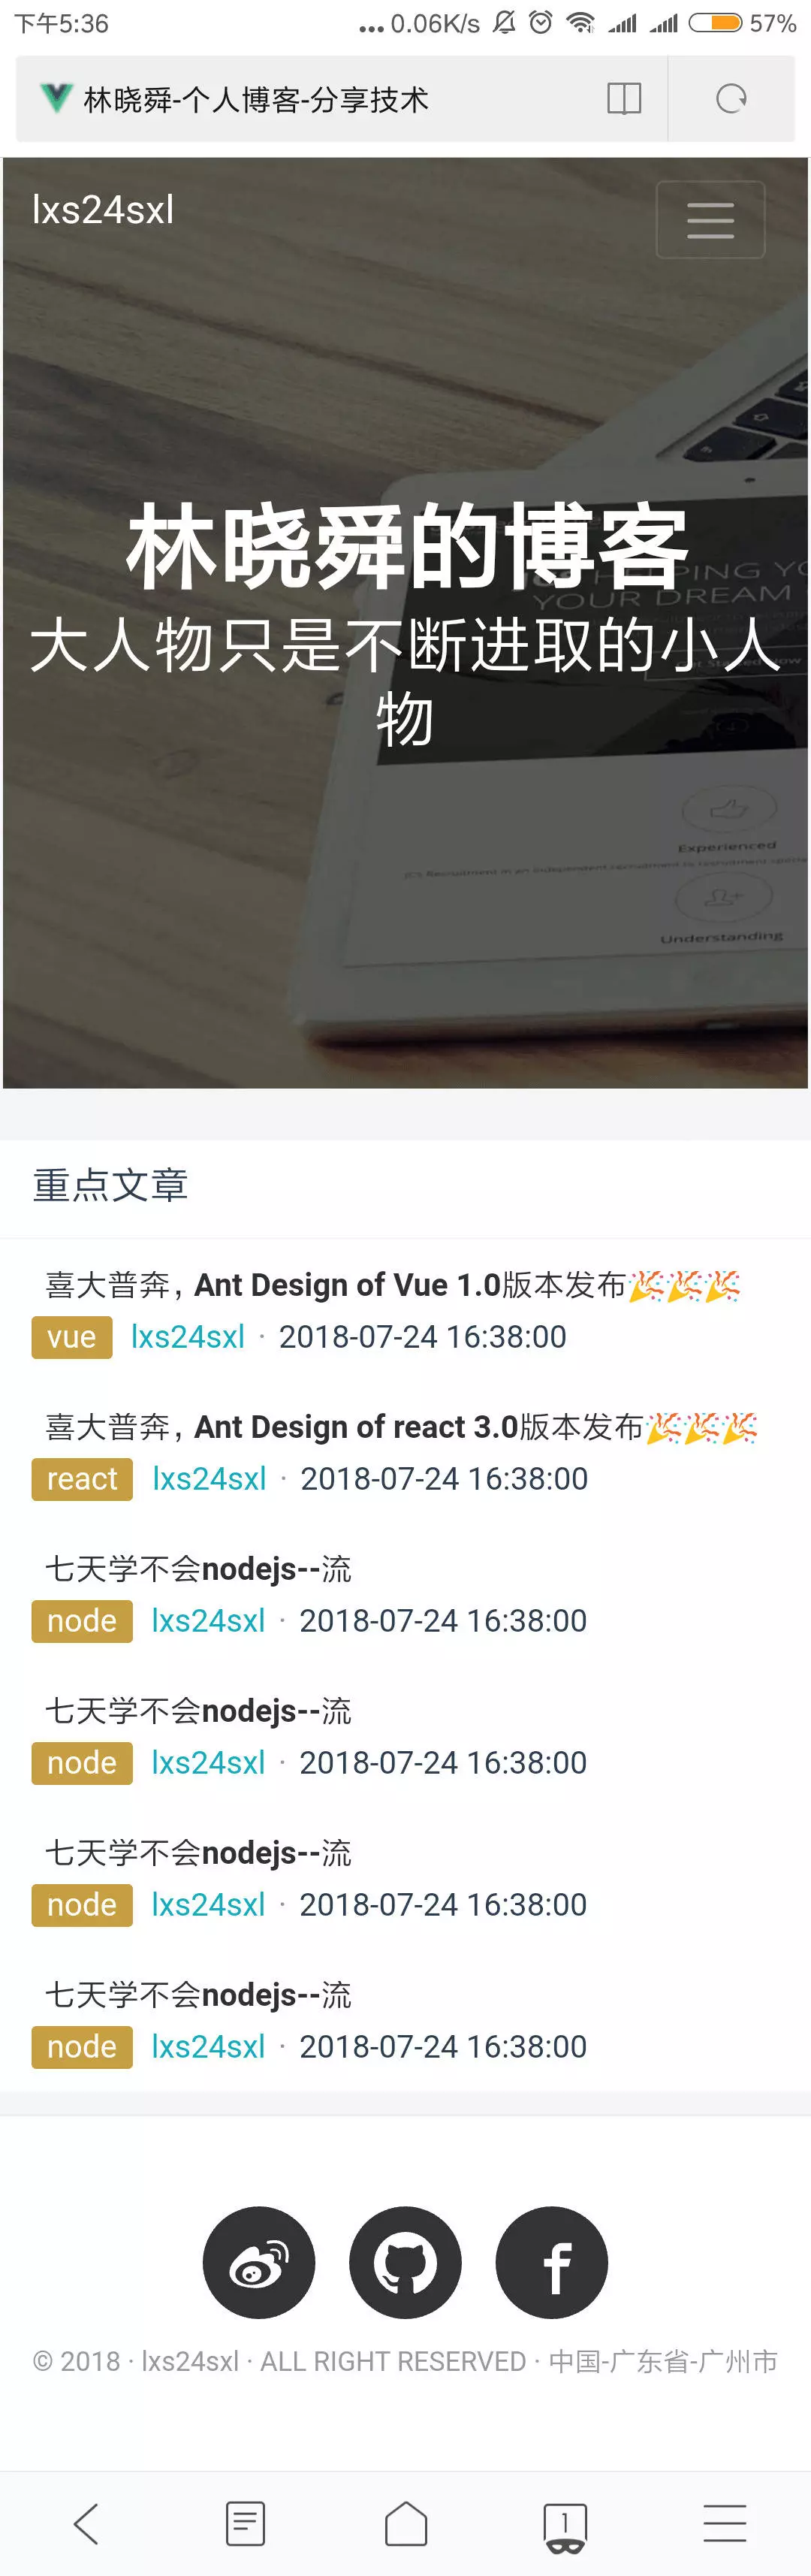 下午5:36
... 0.06K/s
57%
林晓舜-个人博客-分享技术
lxs24sxl
林晓舜的博客
大人物只是不断进取的小人
物
HELPING YO
YOUR DREAM
Experienced
Understanding
重点文章
喜大普奔，Ant Design of Vue 1.0版本发布🎉🎉🎉
vue lxs24sxl · 2018-07-24 16:38:00
喜大普奔，Ant Design of react 3.0版本发布🎉🎉🎉
react lxs24sxl · 2018-07-24 16:38:00
七天学不会nodejs--流
node lxs24sxl · 2018-07-24 16:38:00
七天学不会nodejs--流
node lxs24sxl · 2018-07-24 16:38:00
七天学不会nodejs--流
node lxs24sxl · 2018-07-24 16:38:00
七天学不会nodejs--流
node lxs24sxl · 2018-07-24 16:38:00
© 2018 · lxs24sxl · ALL RIGHT RESERVED · 中国-广东省-广州市
1